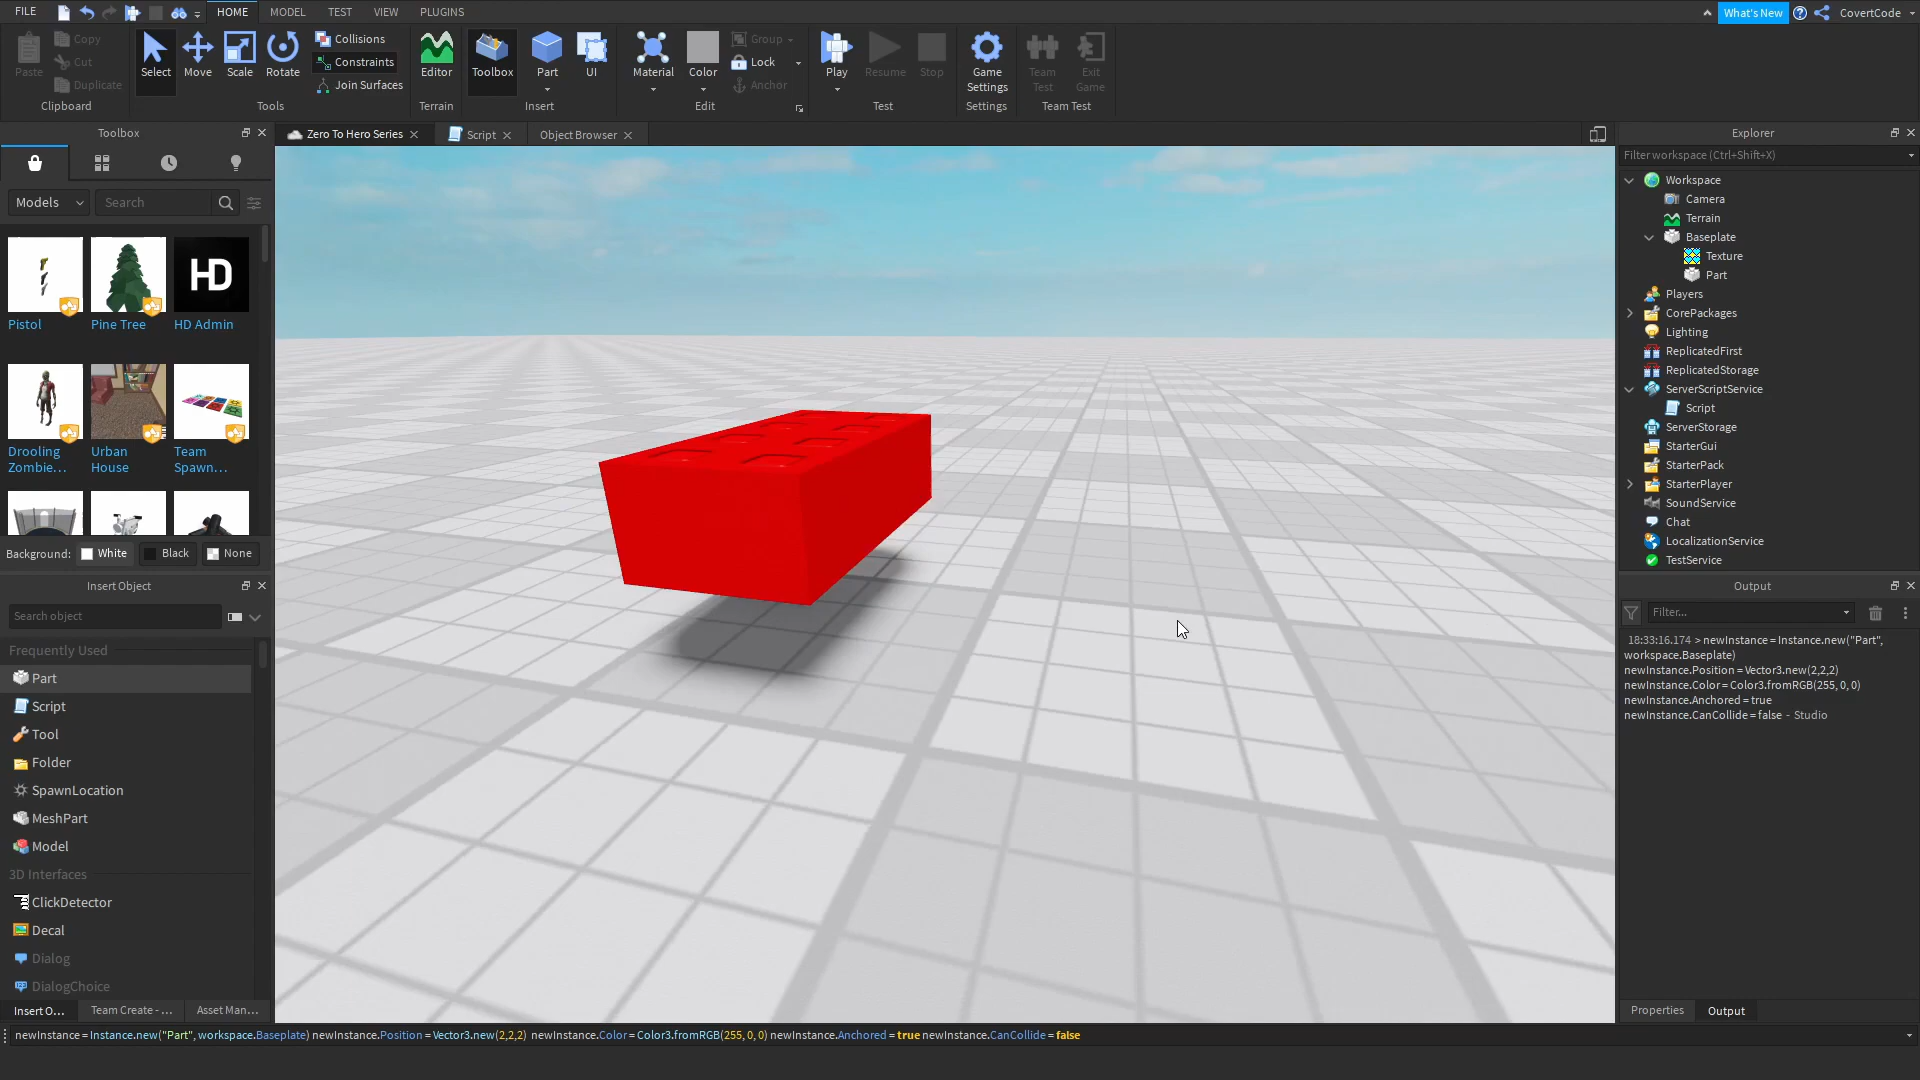 FILE
HOME
MODEL
TEST
VIEW
PLUGINS
What's New
CovertCode
Paste
Copy
Cut
Duplicate
Clipboard
Select
Move
Scale
Rotate
Collisions
Constraints
Join Surfaces
Tools
Editor
Terrain
Toolbox
Part
UI
Insert
Material
Color
Group
Lock
Anchor
Edit
Play
Resume
Stop
Test
Game
Settings
Settings
Team
Test
Exit
Game
Team Test
Toolbox
Models
Search
Pistol
Pine Tree
HD
HD Admin
Drooling
Zombie...
Urban
House
Team
Spawn...
Background:
White
Black
None
Insert Object
Search object
Frequently Used
Part
Script
Tool
Folder
SpawnLocation
MeshPart
Model
3D Interfaces
ClickDetector
Decal
Dialog
DialogChoice
Insert O...
Team Create - ...
Asset Man...
Zero To Hero Series
Script
Object Browser
Explorer
Filter workspace (Ctrl+Shift+X)
Workspace
Camera
Terrain
Baseplate
Texture
Part
Players
CorePackages
Lighting
ReplicatedFirst
ReplicatedStorage
ServerScriptService
Script
ServerStorage
StarterGui
StarterPack
StarterPlayer
SoundService
Chat
LocalizationService
TestService
Output
Filter...
18:33:16.174 > newInstance = Instance.new("Part",
workspace.Baseplate)
newInstance.Position = Vector3.new(2,2,2)
newInstance.Color = Color3.fromRGB(255, 0, 0)
newInstance.Anchored = true
newInstance.CanCollide = false - Studio
Properties
Output
newInstance = Instance.new("Part", workspace.Baseplate) newInstance.Position = Vector3.new(2,2,2) newInstance.Color = Color3.fromRGB(255, 0, 0) newInstance.Anchored = true newInstance.CanCollide = false